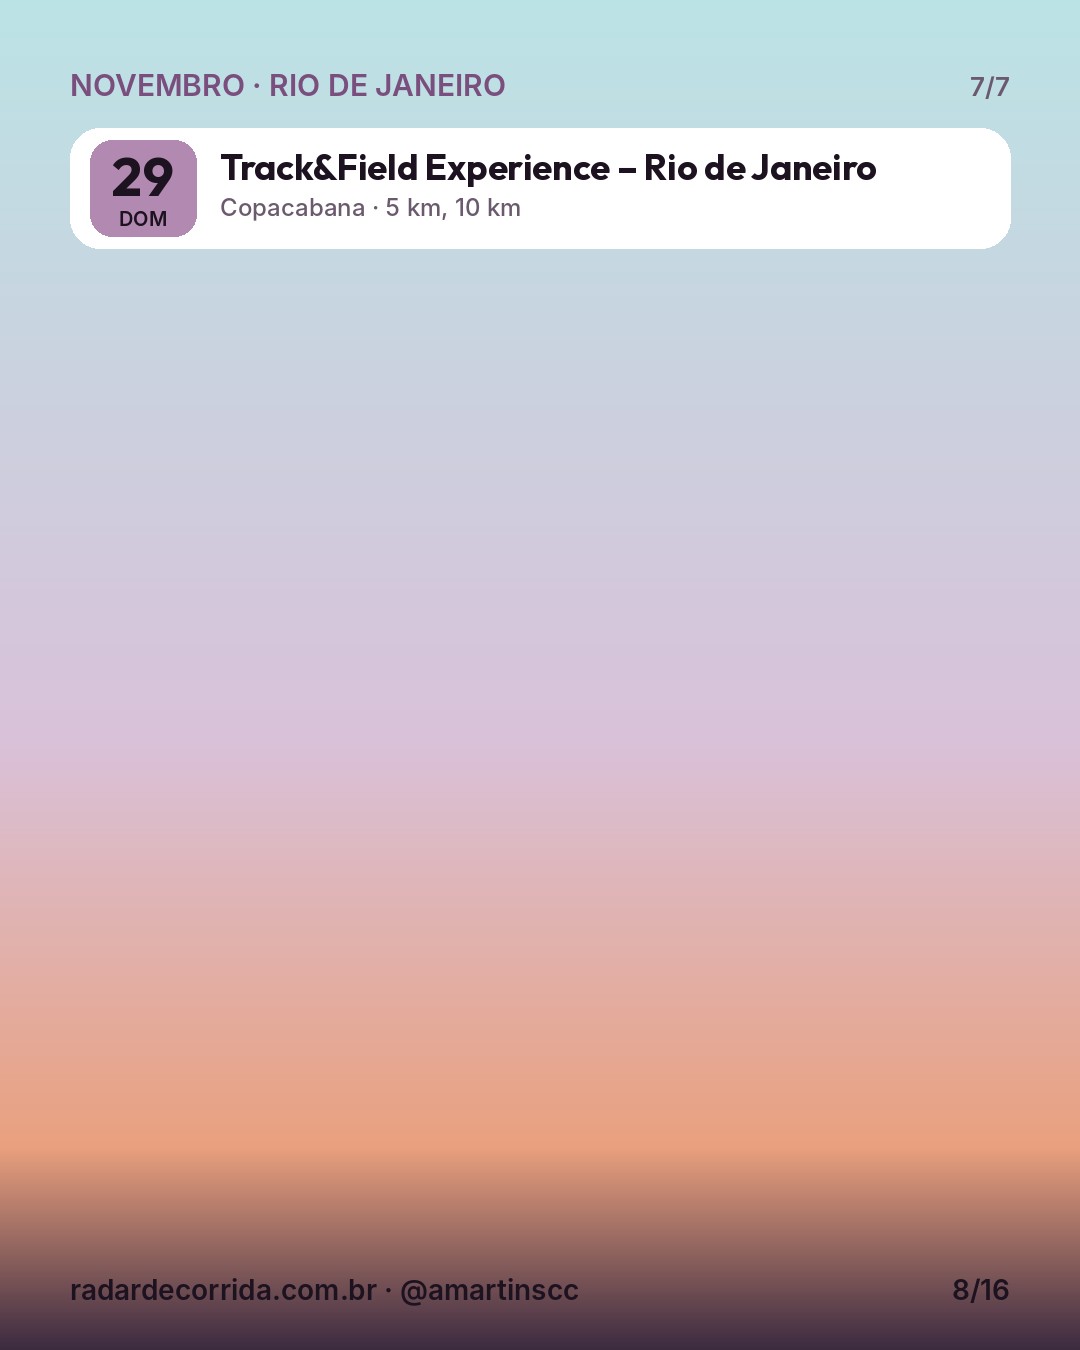 NOVEMBRO · RIO DE JANEIRO
7/7
29
DOM
Track&Field Experience – Rio de Janeiro
Copacabana · 5 km, 10 km
radardecorrida.com.br · @amartinscc
8/16